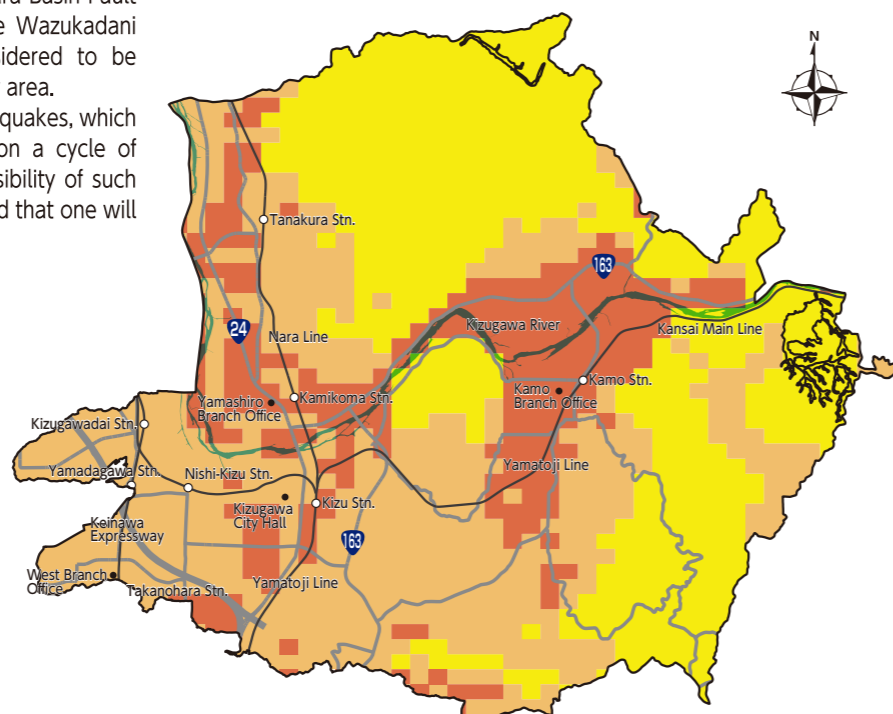 ara Basin Fault
e Wazukadani
sidered to be
area.
quakes, which
on a cycle of
sibility of such
d that one will
N
Tanakura Stn.
163
Kizugawa River
24
Kansai Main Line
Nara Line
Kamo Stn.
Kamo
Branch Office
Kamikoma Stn.
Yamashiro
Branch Office
Kizugawadai Stn.
Yamadagawa Stn.
Nishi-Kizu Stn.
Yamatoji Line
Kizugawa
City Hall
Kizu Stn.
Keinawa
Expressway
163
West Branch
Office
Takanohara Stn.
Yamatoji Line